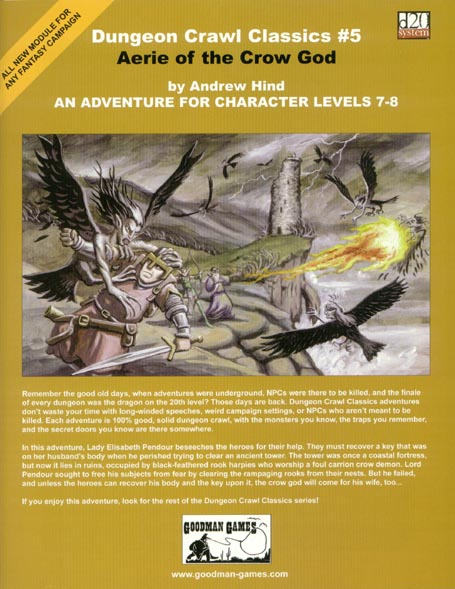 ALL NEW MODULE FOR
ANY FANTASY CAMPAIGN
d20
system
Dungeon Crawl Classics #5
Aerie of the Crow God
by Andrew Hind
AN ADVENTURE FOR CHARACTER LEVELS 7-8
Remember the good old days, when adventures were underground, NPCs were there to be killed, and the finale
of every dungeon was the dragon on the 20th level? Those days are back. Dungeon Crawl Classics adventures
don't waste your time with long-winded speeches, weird campaign settings, or NPCs who aren't meant to be
killed. Each adventure is 100% good, solid dungeon crawl, with the monsters you know, the traps you remember,
and the secret doors you know are there somewhere.
In this adventure, Lady Elisabeth Pendour beseeches the heroes for their help. They must recover a key that was
on her husband's body when he perished trying to clear an ancient tower. The tower was once a coastal fortress,
but now it lies in ruins, occupied by black-feathered rook harpies who worship a foul carrion crow demon. Lord
Pendour sought to free his subjects from fear by clearing the rampaging rooks from their nests. But he failed,
and unless the heroes can recover his body and the key upon it, the crow god will come for his wife, too...
If you enjoy this adventure, look for the rest of the Dungeon Crawl Classics series!
GOODMAN GAMES
www.goodman-games.com